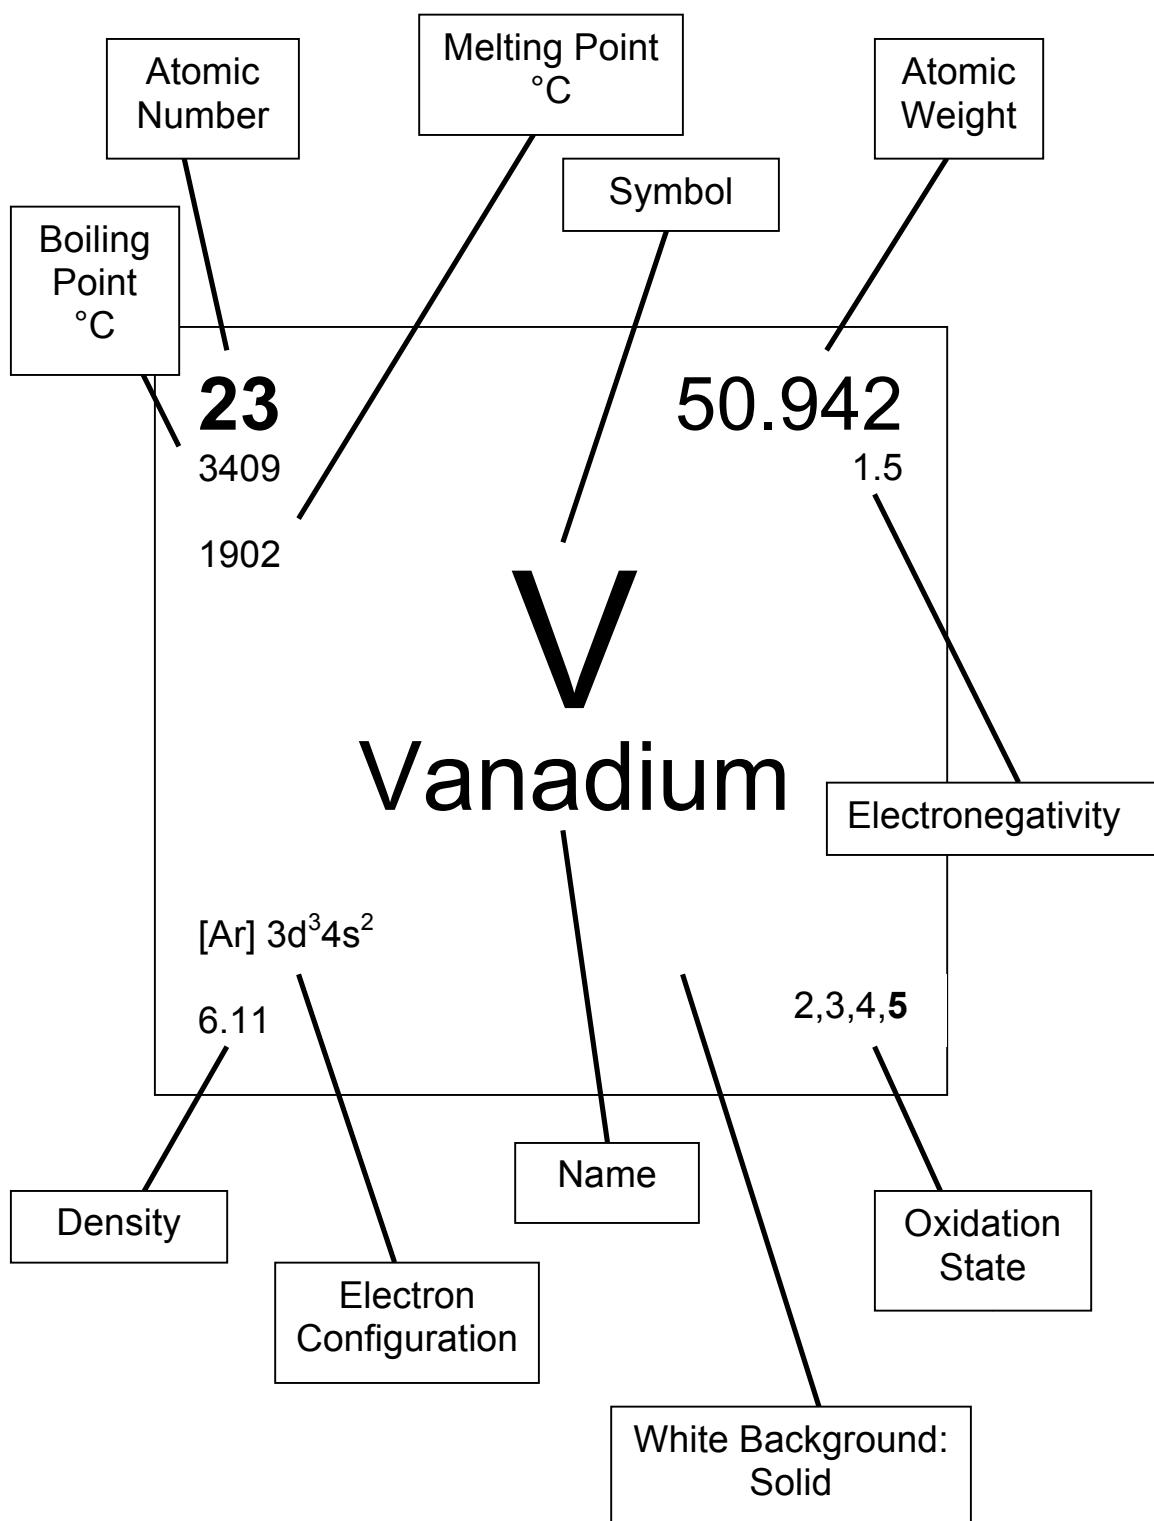 Atomic
Number
Melting Point
°C
Atomic
Weight
Symbol
Boiling
Point
°C
23
50.942
3409
1.5
1902
V
Vanadium
Electronegativity
[Ar] 3d³4s²
6.11
2,3,4,5
Name
Density
Oxidation
State
Electron
Configuration
White Background:
Solid